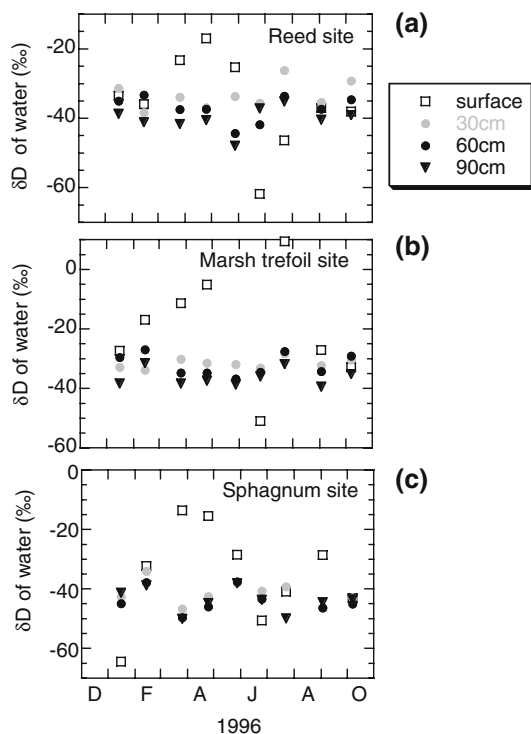 Reed site
(a)
δD of water (‰)
-20
-40
-60
surface
30cm
60cm
90cm
Marsh trefoil site
(b)
δD of water (‰)
0
-20
-40
-60
Sphagnum site
(c)
δD of water (‰)
0
-20
-40
-60
D F A J A O
1996